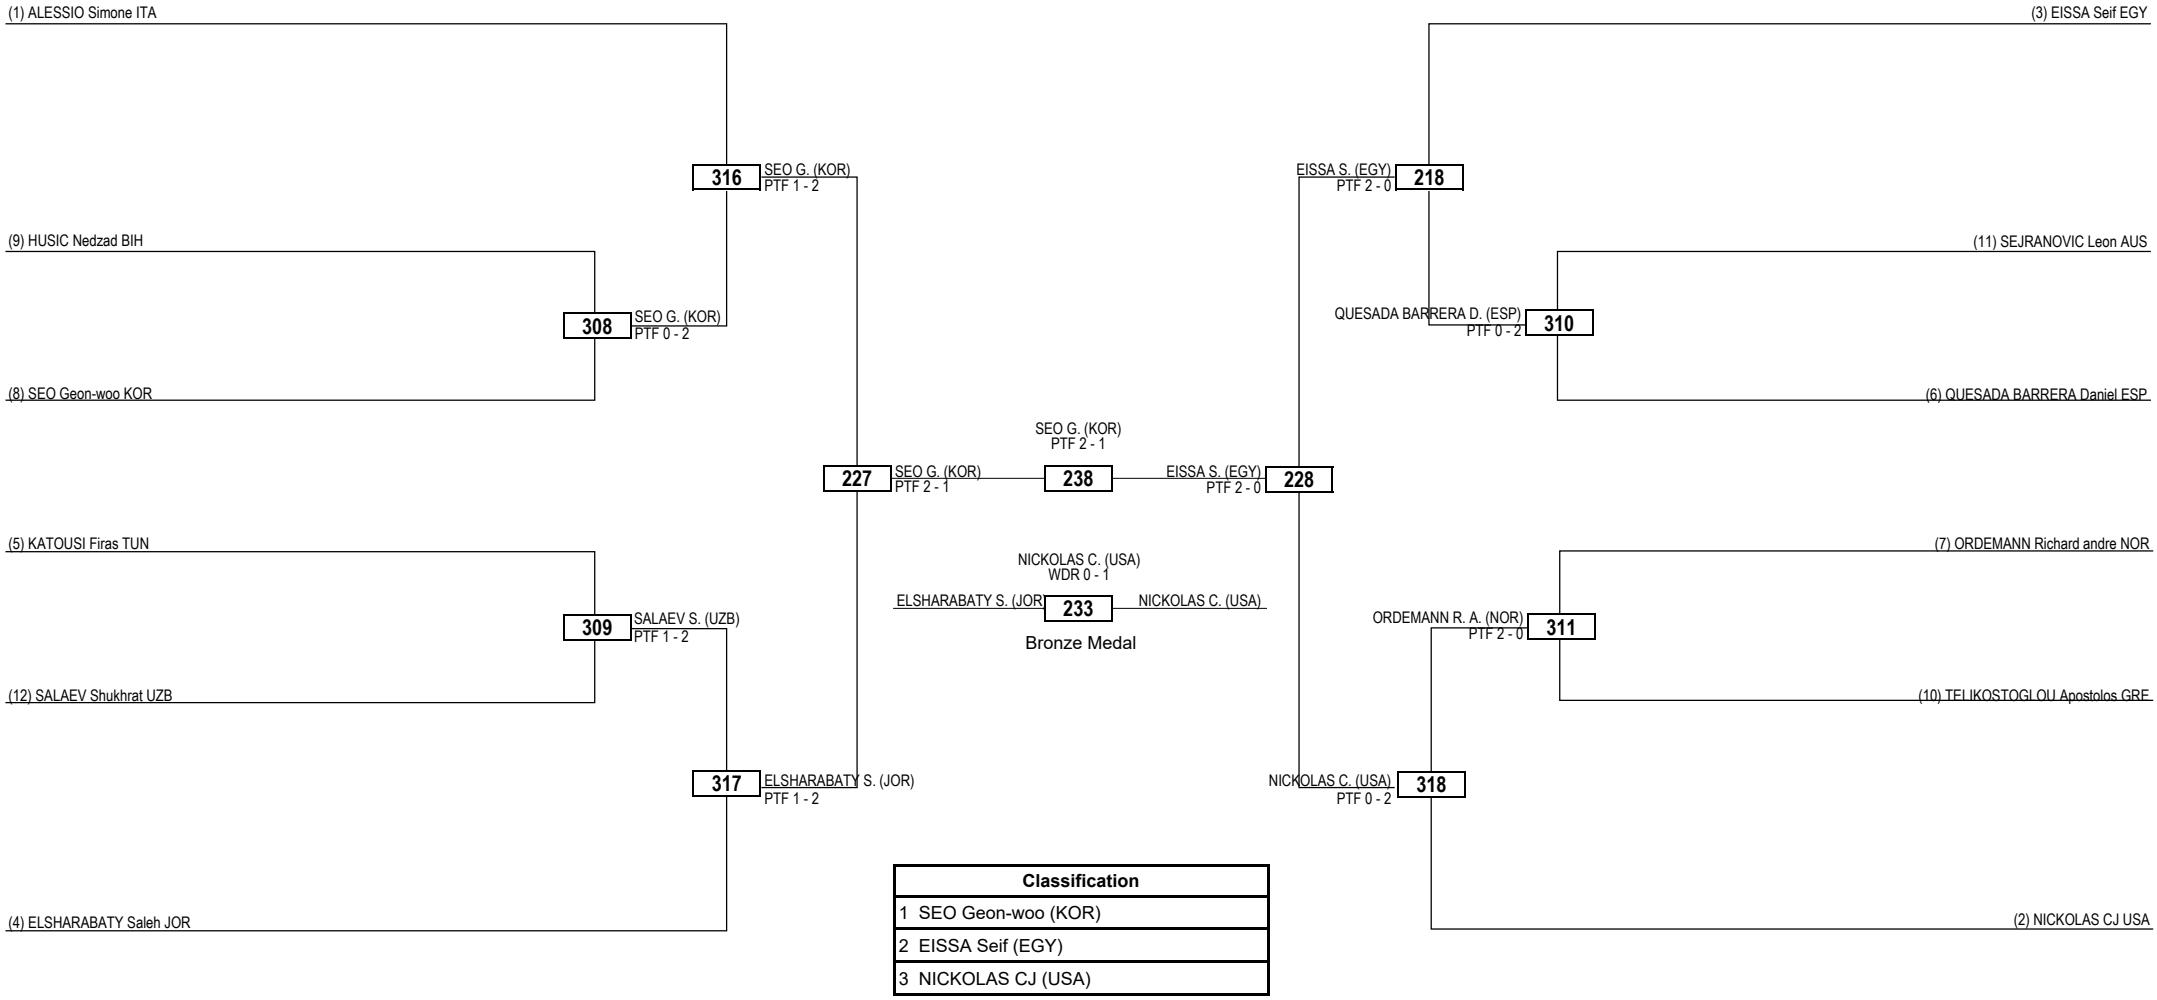 (1) ALESSIO Simone ITA
(3) EISSA Seif EGY
316
SEO G. (KOR)
PTF 1 - 2
EISSA S. (EGY)
PTF 2 - 0
218
(9) HUSIC Nedzad BIH
(11) SEJRANOVIC Leon AUS
308
SEO G. (KOR)
PTF 0 - 2
QUESADA BARRERA D. (ESP)
PTF 0 - 2
310
(8) SEO Geon-woo KOR
(6) QUESADA BARRERA Daniel ESP
SEO G. (KOR)
PTF 2 - 1
227
SEO G. (KOR)
PTF 2 - 1
238
EISSA S. (EGY)
PTF 2 - 0
228
(5) KATOUSI Firas TUN
(7) ORDEMANN Richard andre NOR
NICKOLAS C. (USA)
WDR 0 - 1
ELSHARABATY S. (JOR)
233
NICKOLAS C. (USA)
Bronze Medal
309
SALAEV S. (UZB)
PTF 1 - 2
ORDEMANN R. A. (NOR)
PTF 2 - 0
311
(12) SALAEV Shukhrat UZB
(10) TELIKOSTOGLOU Apostolos GRE
317
ELSHARABATY S. (JOR)
PTF 1 - 2
NICKOLAS C. (USA)
PTF 0 - 2
318
(4) ELSHARABATY Saleh JOR
(2) NICKOLAS CJ USA
Classification
1 SEO Geon-woo (KOR)
2 EISSA Seif (EGY)
3 NICKOLAS CJ (USA)